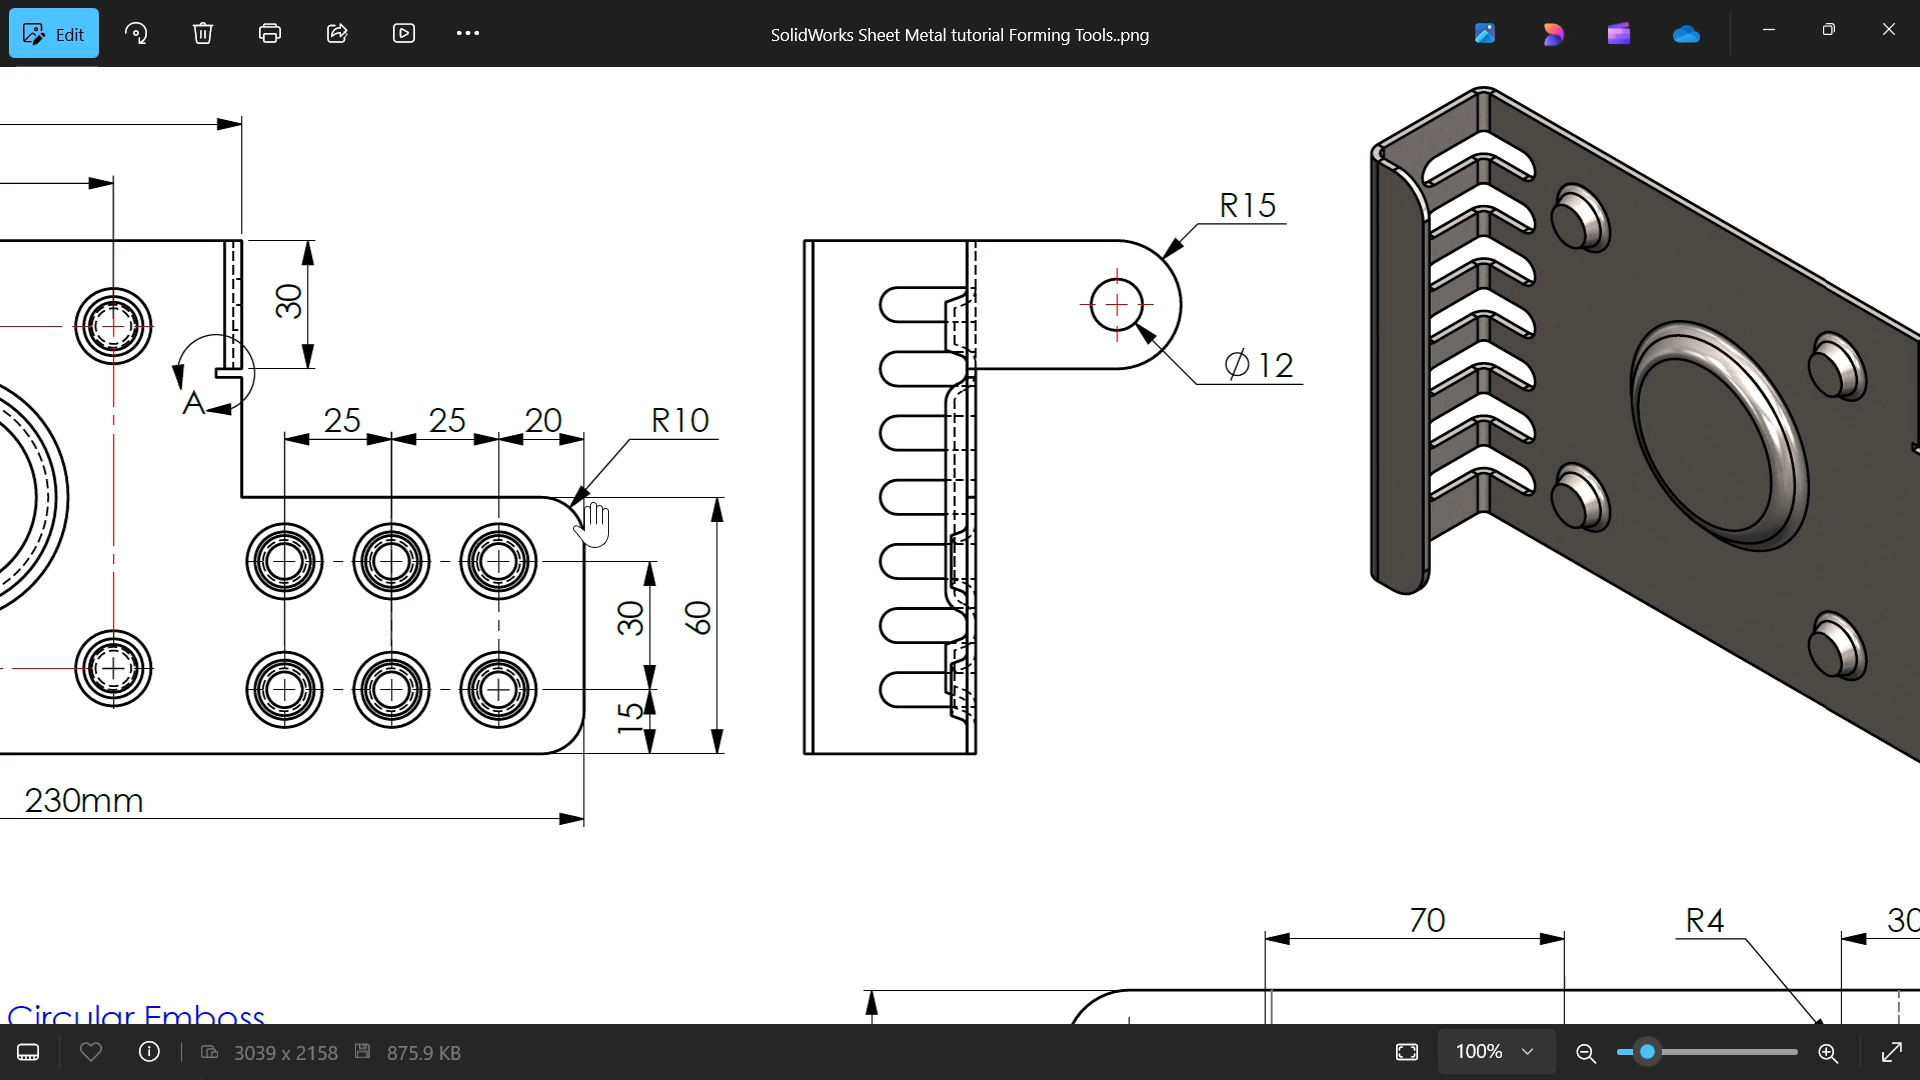 Edit
SolidWorks Sheet Metal tutorial Forming Tools..png
R15
30
Ø12
A
25
25
20
R10
30
60
15
230mm
70
R4
30
Circular Emboss
3039 x 2158
875.9 KB
100%